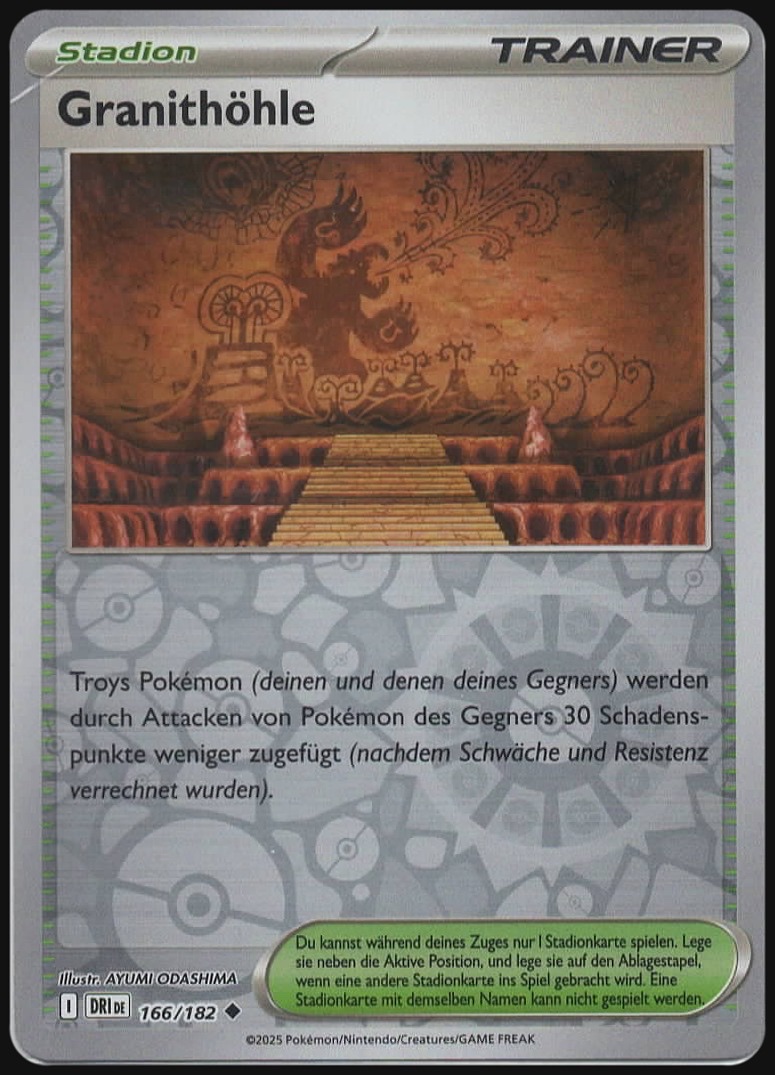 Stadion
TRAINER
Granithöhle
Troys Pokémon (deinen und denen deines Gegners) werden
durch Attacken von Pokémon des Gegners 30 Schadens-
punkte weniger zugefügt (nachdem Schwäche und Resistenz
verrechnet wurden).
Du kannst während deines Zuges nur 1 Stadionkarte spielen. Lege
sie neben die Aktive Position, und lege sie auf den Ablagestapel,
wenn eine andere Stadionkarte ins Spiel gebracht wird. Eine
Stadionkarte mit demselben Namen kann nicht gespielt werden.
Illustr. AYUMI ODASHIMA
I DRI DE 166/182 ◆
©2025 Pokémon/Nintendo/Creatures/GAME FREAK